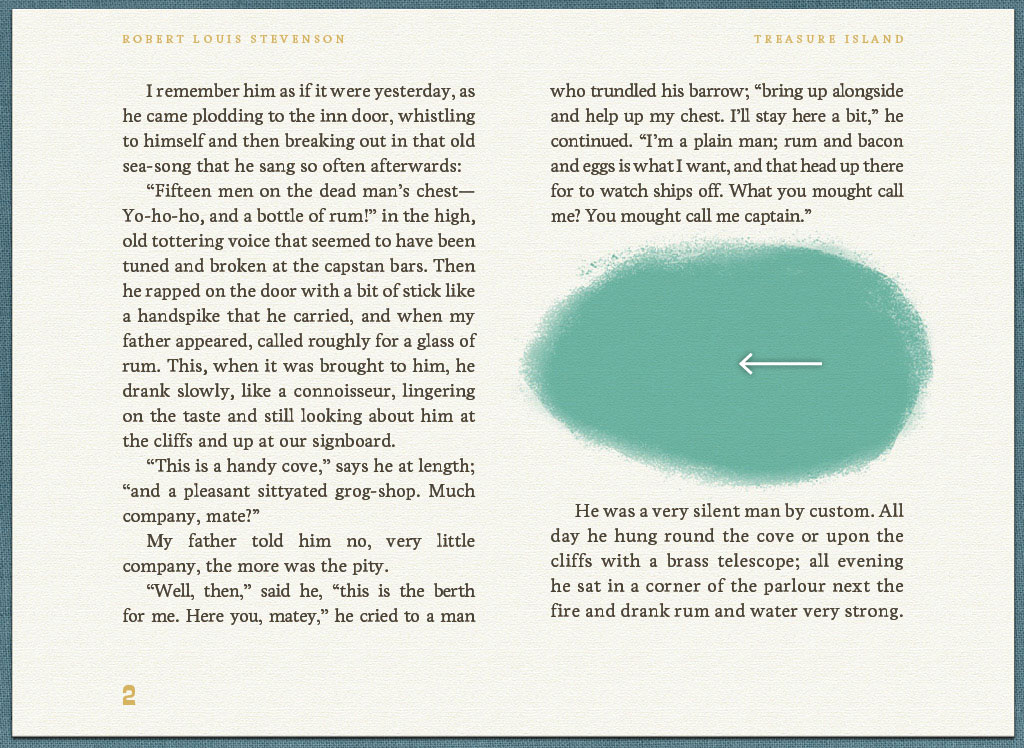 ROBERT LOUIS STEVENSON
TREASURE ISLAND
I remember him as if it were yesterday, as
he came plodding to the inn door, whistling
to himself and then breaking out in that old
sea-song that he sang so often afterwards:
“Fifteen men on the dead man’s chest—
Yo-ho-ho, and a bottle of rum!” in the high,
old tottering voice that seemed to have been
tuned and broken at the capstan bars. Then
he rapped on the door with a bit of stick like
a handspike that he carried, and when my
father appeared, called roughly for a glass of
rum. This, when it was brought to him, he
drank slowly, like a connoisseur, lingering
on the taste and still looking about him at
the cliffs and up at our signboard.
“This is a handy cove,” says he at length;
“and a pleasant sittyated grog-shop. Much
company, mate?”
My father told him no, very little
company, the more was the pity.
“Well, then,” said he, “this is the berth
for me. Here you, matey,” he cried to a man
who trundled his barrow; “bring up alongside
and help up my chest. I’ll stay here a bit,” he
continued. “I’m a plain man; rum and bacon
and eggs is what I want, and that head up there
for to watch ships off. What you mought call
me? You mought call me captain.”
He was a very silent man by custom. All
day he hung round the cove or upon the
cliffs with a brass telescope; all evening
he sat in a corner of the parlour next the
fire and drank rum and water very strong.
2